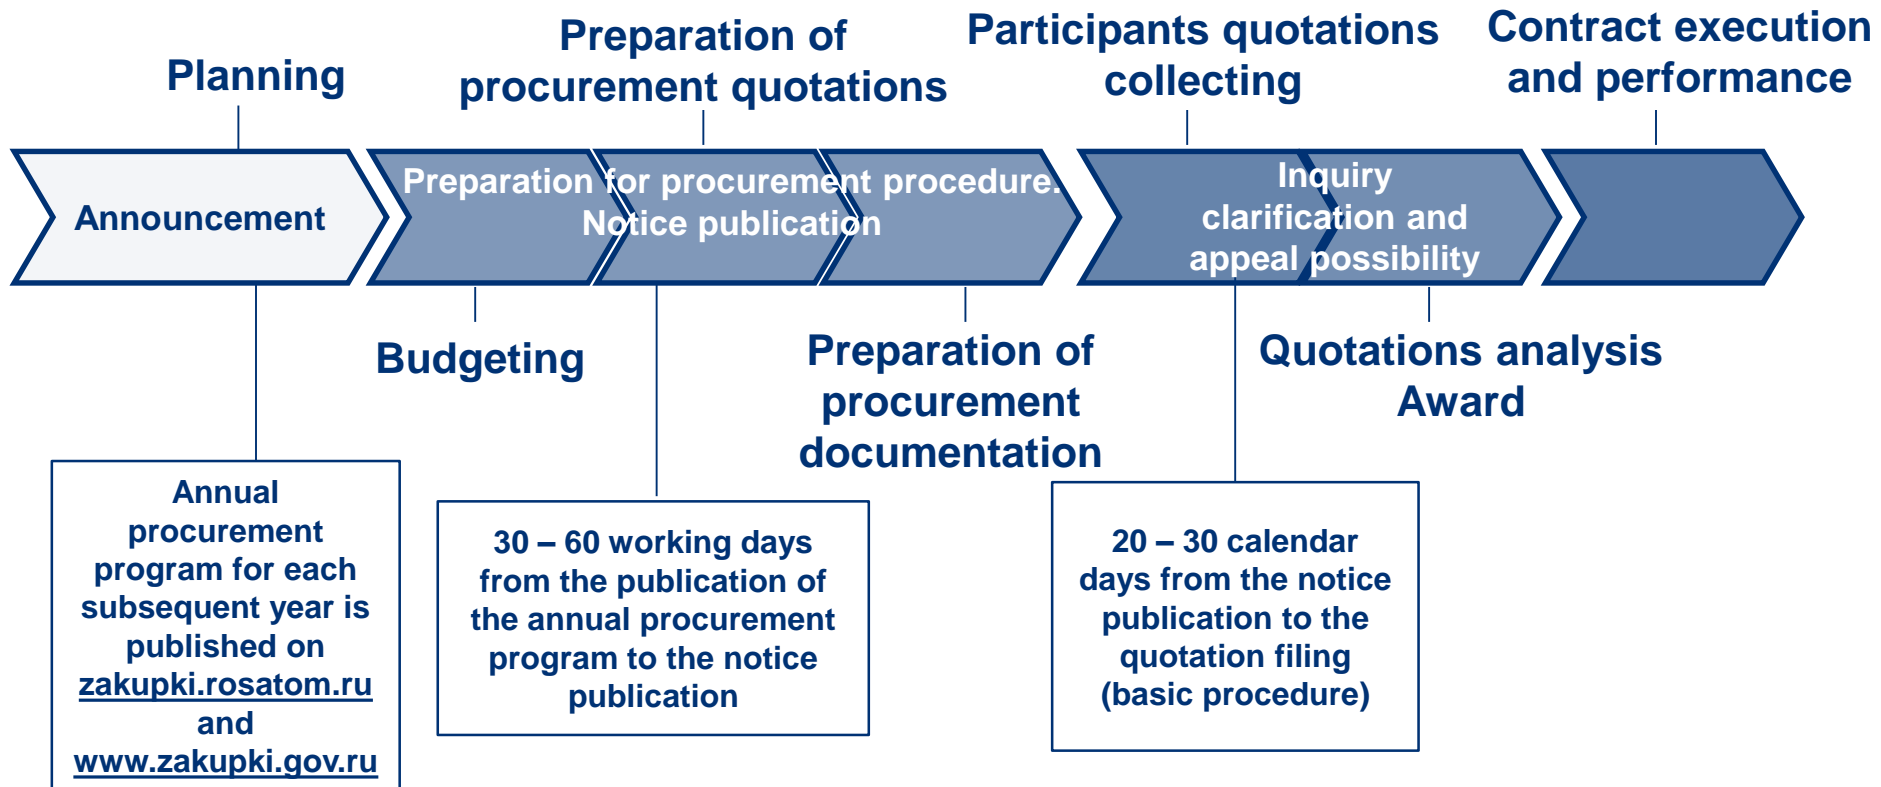 Planning
Preparation of
procurement quotations
Participants quotations
collecting
Contract execution
and performance
Announcement
Preparation for procurement procedure.
Notice publication
Inquiry
clarification and
appeal possibility
Budgeting
Preparation of
procurement
documentation
Quotations analysis
Award
Annual
procurement
program for each
subsequent year is
published on
zakupki.rosatom.ru
and
www.zakupki.gov.ru
30 – 60 working days
from the publication of
the annual procurement
program to the notice
publication
20 – 30 calendar
days from the notice
publication to the
quotation filing
(basic procedure)